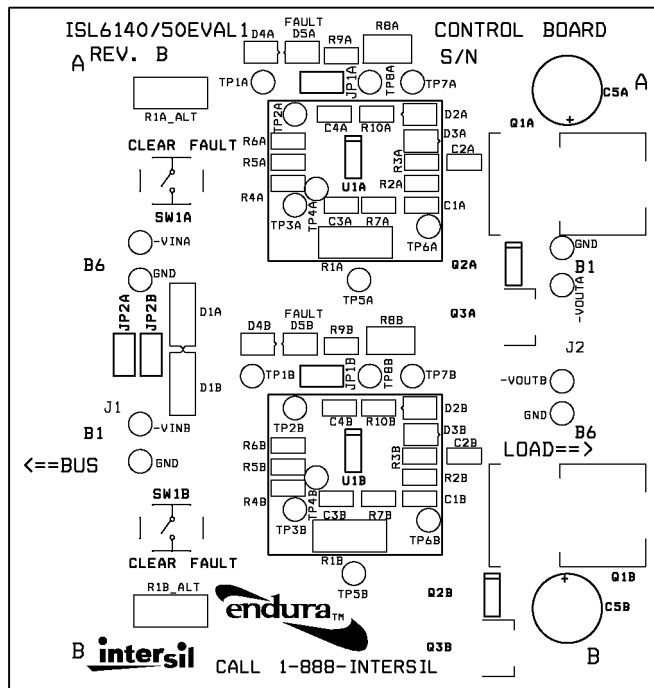 ISL6140/50EVAL1 CONTROL BOARD
REV. B S/N
A
A
FAULT
D4A D5A R9A R8A
TP1A JP1A TP8A TP7A
R1A_ALT
C5A
Q1A
TP2A C4A R10A D2A
D3A
CLEAR FAULT
R6A
R5A
R4A
U1A
R3A C2A
R2A
SW1A
TP3A TP4A C3A R7A C1A
TP6A
-VINA
R1A
Q2A
GND
B1
-VOUTA
B6
GND
TP5A
JP2A JP2B D1A
Q3A
FAULT
D4B D5B R9B R8B
J2
TP1B JP1B TP8B TP7B
D1B
-VOUTB
J1
TP2B C4B R10B D2B
GND
B1
-VINB
D3B
B6
R6B
R5B
R4B
U1B
R3B C2B
R2B
LOAD==>
<==BUS
GND
SW1B
TP3B TP4B C3B R7B C1B
TP6B
CLEAR FAULT
R1B
TP5B
R1B_ALT
Q1B
Q2B
C5B
endura™
Q3B
B
B
intersil
CALL 1-888-INTERSIL